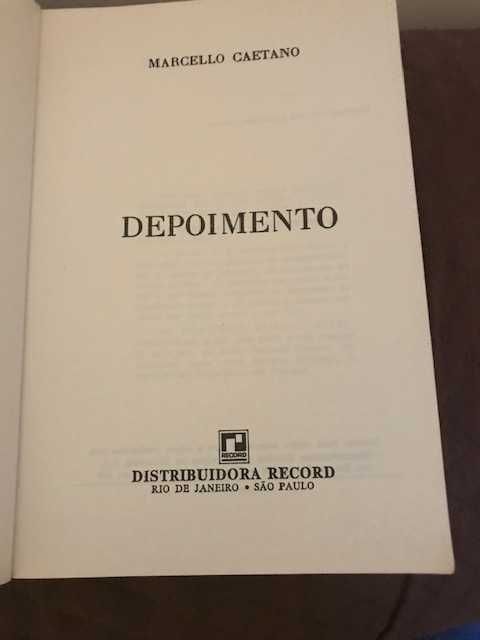 MARCELLO CAETANO
DEPOIMENTO
RECORD
DISTRIBUIDORA RECORD
RIO DE JANEIRO • SÃO PAULO